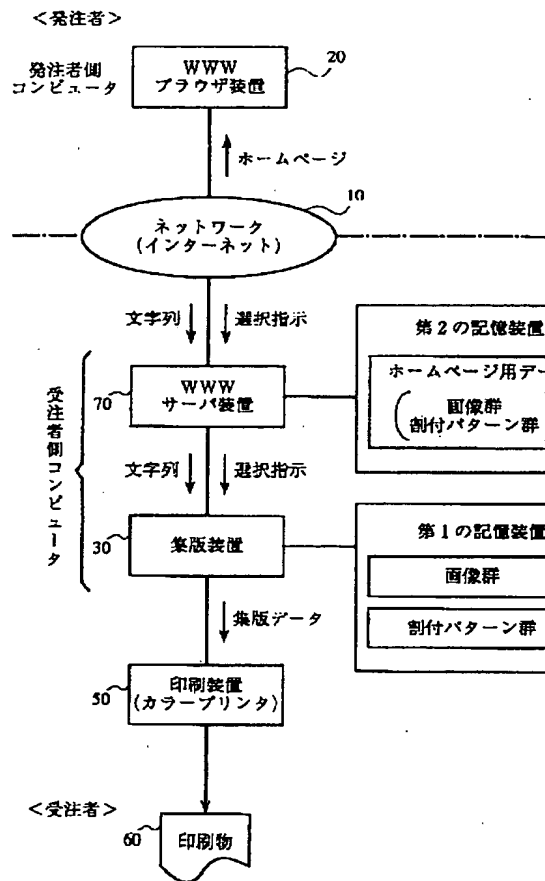 <発注者>
発注者側
コンピュータ
WWW
ブラウザ装置
20
ホームページ
10
ネットワーク
(インターネット)
文字列
選択指示
第2の記憶装置
ホームページ用デー
画像群
割付パターン群
70
WWW
サーバ装置
受注者側コンピュータ
文字列
選択指示
30
集版装置
第1の記憶装置
画像群
割付パターン群
集版データ
50
印刷装置
(カラープリンタ)
<受注者>
60
印刷物